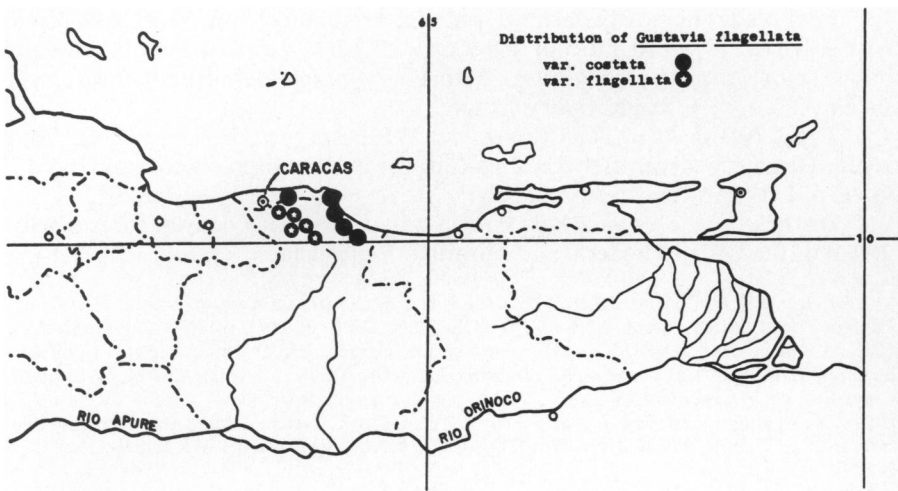 65
Distribution of Gustavia flagellata
var. costata
var. flagellata
CARACAS
10
RIO APURE
RIO ORINOCO